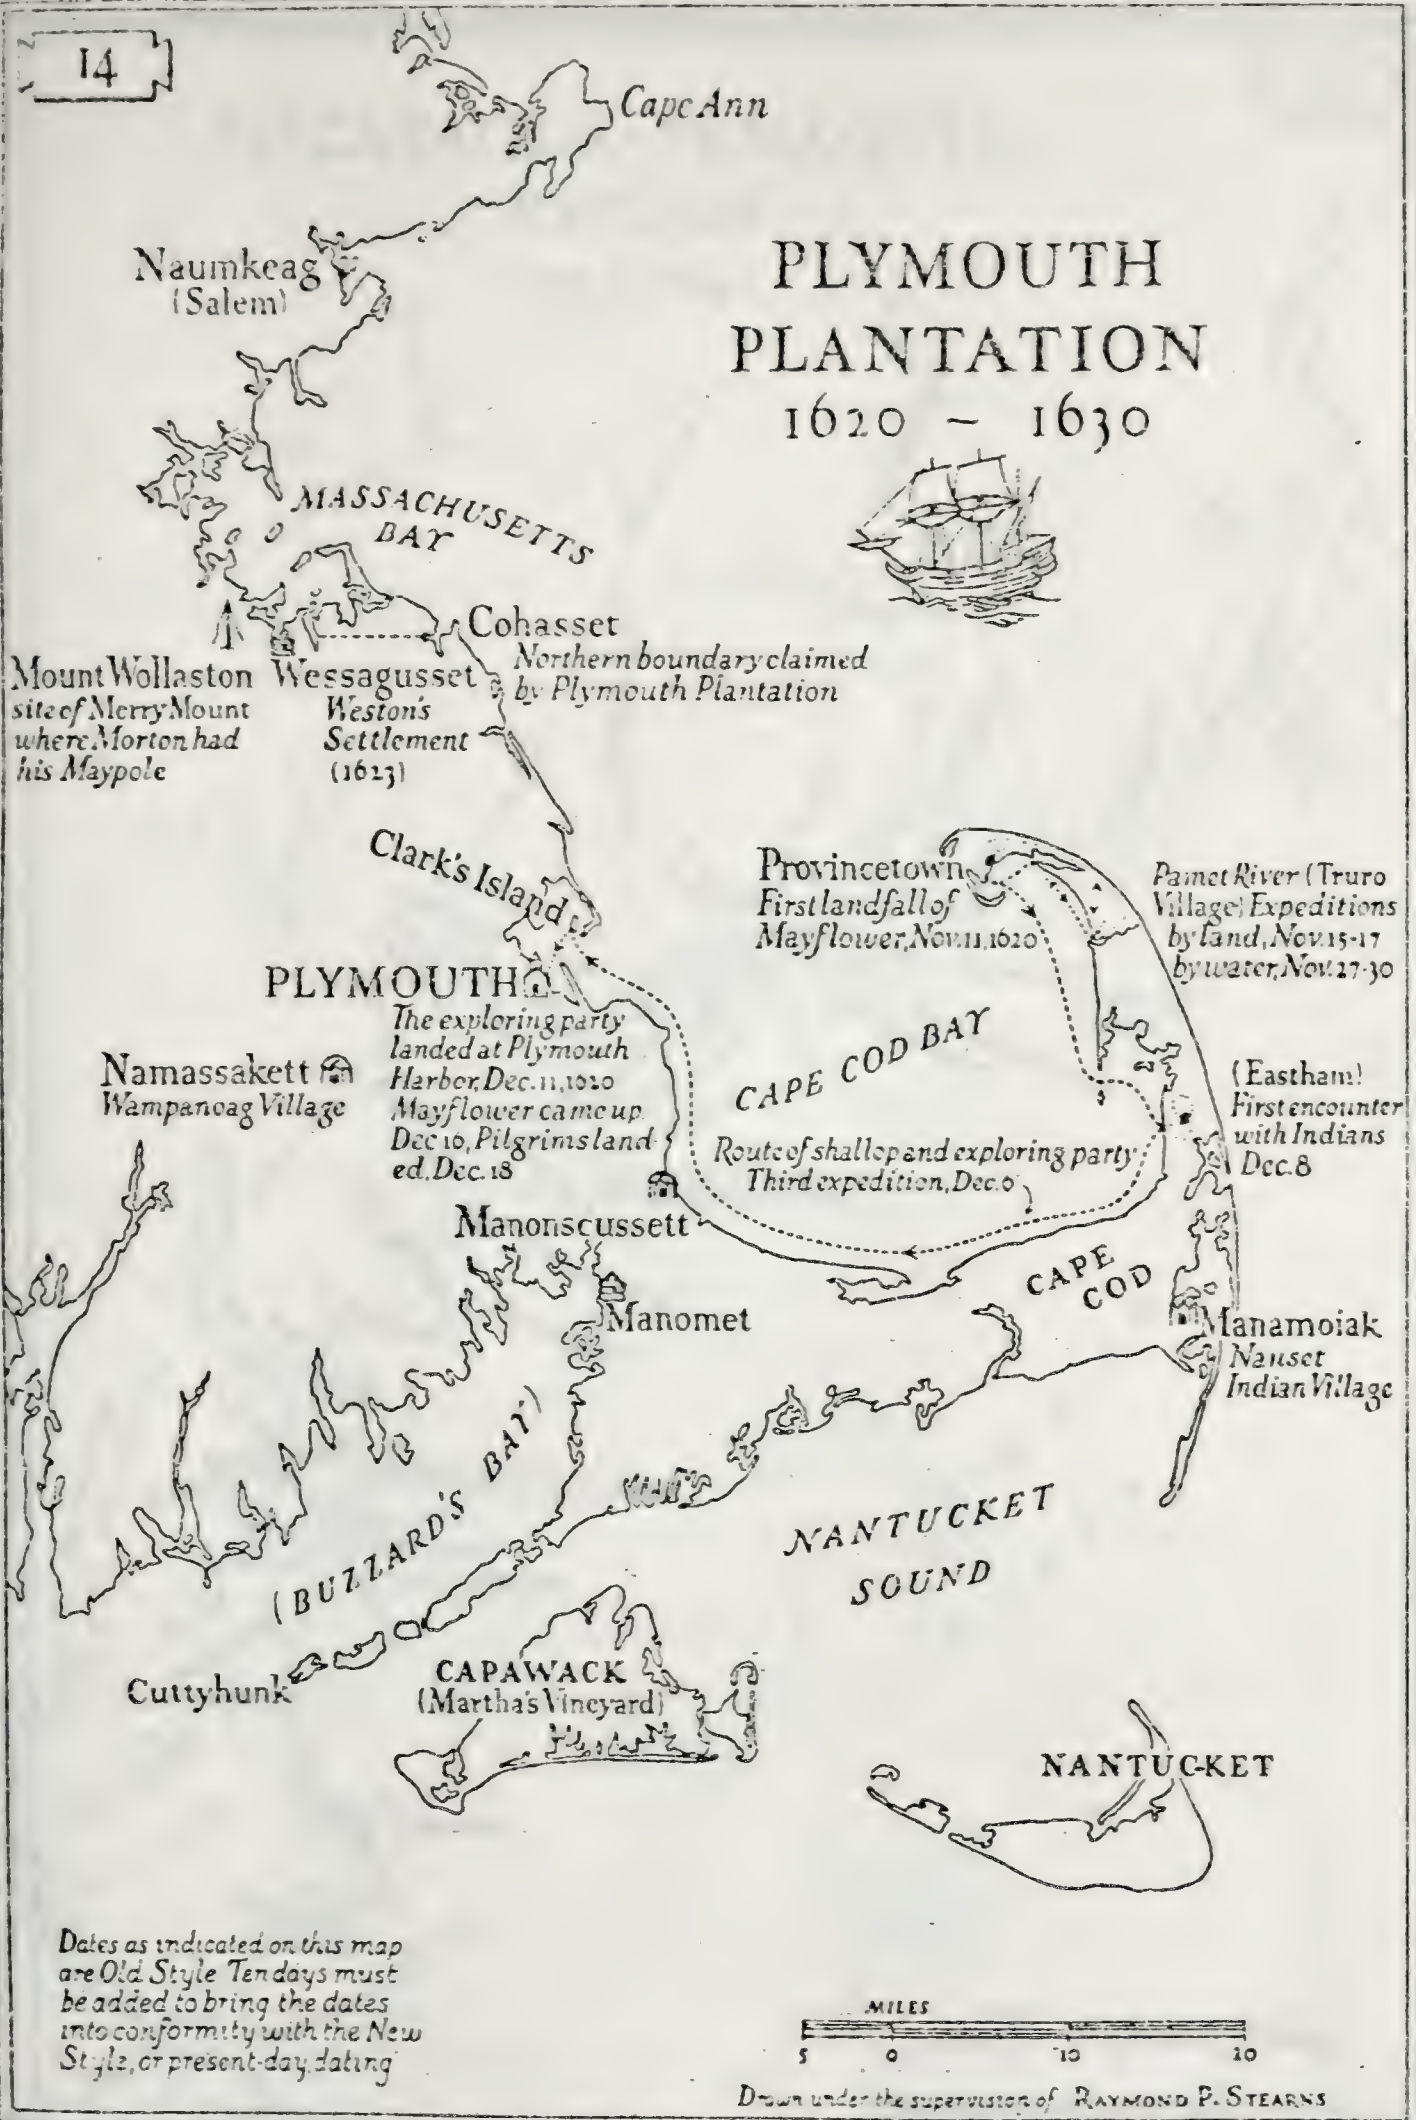 14
Cape Ann
Naumkeag
(Salem)
PLYMOUTH
PLANTATION
1620 – 1630
MASSACHUSETTS
BAY
Cohasset
Northern boundary claimed
by Plymouth Plantation
Mount Wollaston
site of Merry Mount
where Morton had
his Maypole
Wessagusset
Weston's
Settlement
(1623)
Clark's Island
Provincetown
First landfall of
Mayflower, Nov. 11, 1620
Pamet River (Truro
Village) Expeditions
by land, Nov. 15-17
by water, Nov. 27-30
PLYMOUTH
The exploring party
landed at Plymouth
Harbor, Dec. 11, 1620
Mayflower came up
Dec 16, Pilgrims land
ed, Dec. 18
CAPE COD BAY
Namassakett
Wampanoag Village
(Eastham)
First encounter
with Indians
Dec. 8
Route of shallop and exploring party
Third expedition, Dec. 6
Manonscussett
CAPE
COD
Manomet
Manamoiak
Nauset
Indian Village
(BUZZARD'S BAY)
NANTUCKET
SOUND
Cuttyhunk
CAPAWACK
(Martha's Vineyard)
NANTUCKET
Dates as indicated on this map
are Old Style Ten days must
be added to bring the dates
into conformity with the New
Style, or present-day, dating
MILES
5 0 10 20
Drawn under the supervision of RAYMOND P. STEARNS